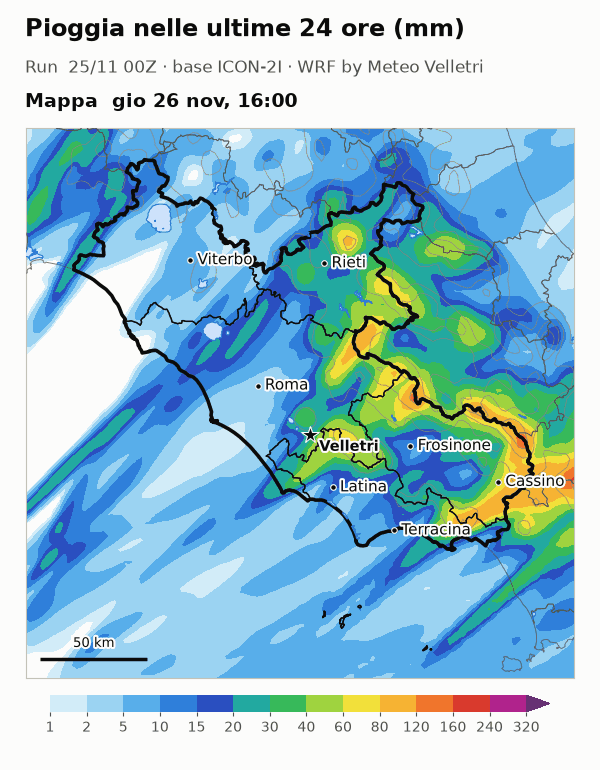 Pioggia nelle ultime 24 ore (mm)
Run 25/11 00Z · base ICON-2I · WRF by Meteo Velletri
Mappa gio 26 nov, 16:00
Viterbo
Rieti
Roma
Velletri
Frosinone
Cassino
Latina
Terracina
50 km
1 2 5 10 15 20 30 40 60 80 120 160 240 320